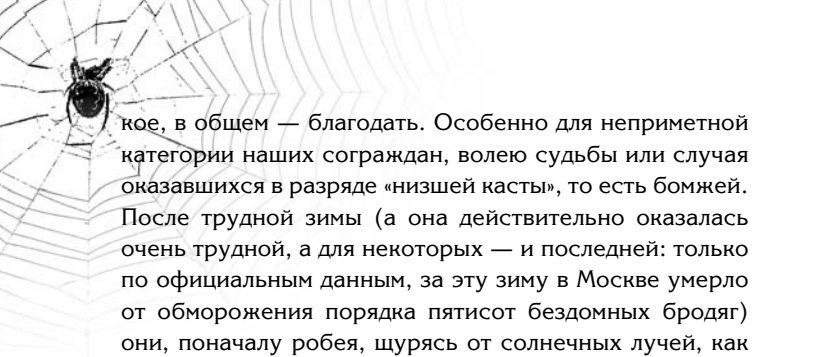 кое, в общем — благодать. Особенно для неприметной
категории наших сограждан, волею судьбы или случая
оказавшихся в разряде «низшей касты», то есть бомжей.
После трудной зимы (а она действительно оказалась
очень трудной, а для некоторых — и последней: только
по официальным данным, за эту зиму в Москве умерло
от обморожения порядка пятисот бездомных бродяг)
они, поначалу робея, щурясь от солнечных лучей, как